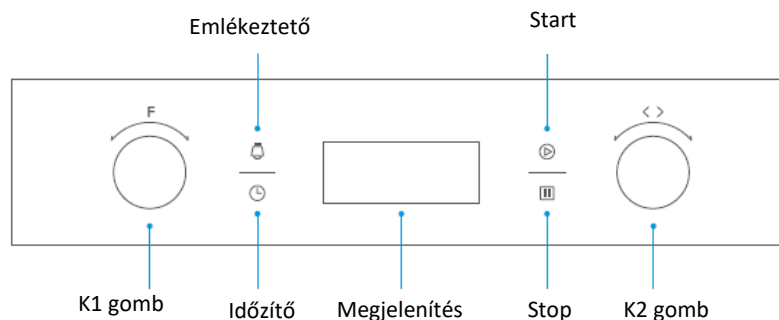 Emlékeztető
Start
F
< >
K1 gomb
Időzítő
Megjelenítés
Stop
K2 gomb